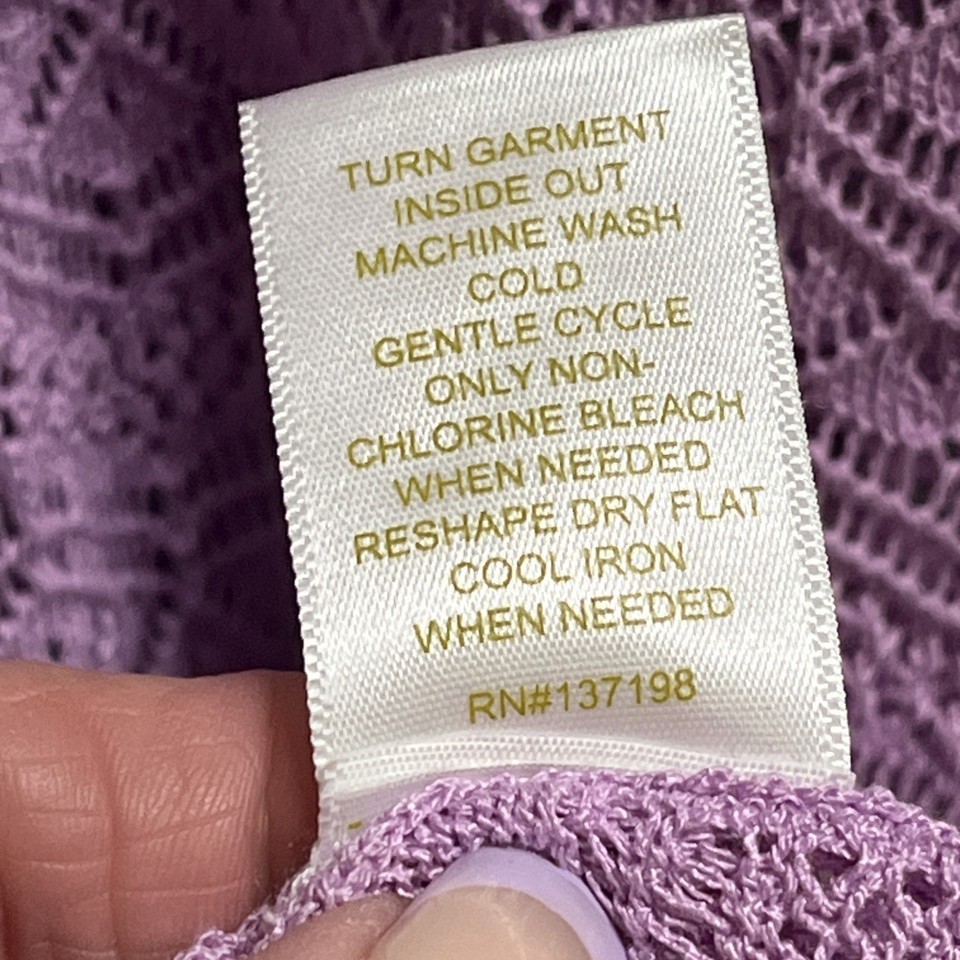 TURN GARMENT
INSIDE OUT
MACHINE WASH
COLD
GENTLE CYCLE
ONLY NON-
CHLORINE BLEACH
WHEN NEEDED
RESHAPE DRY FLAT
COOL IRON
WHEN NEEDED
RN#137198